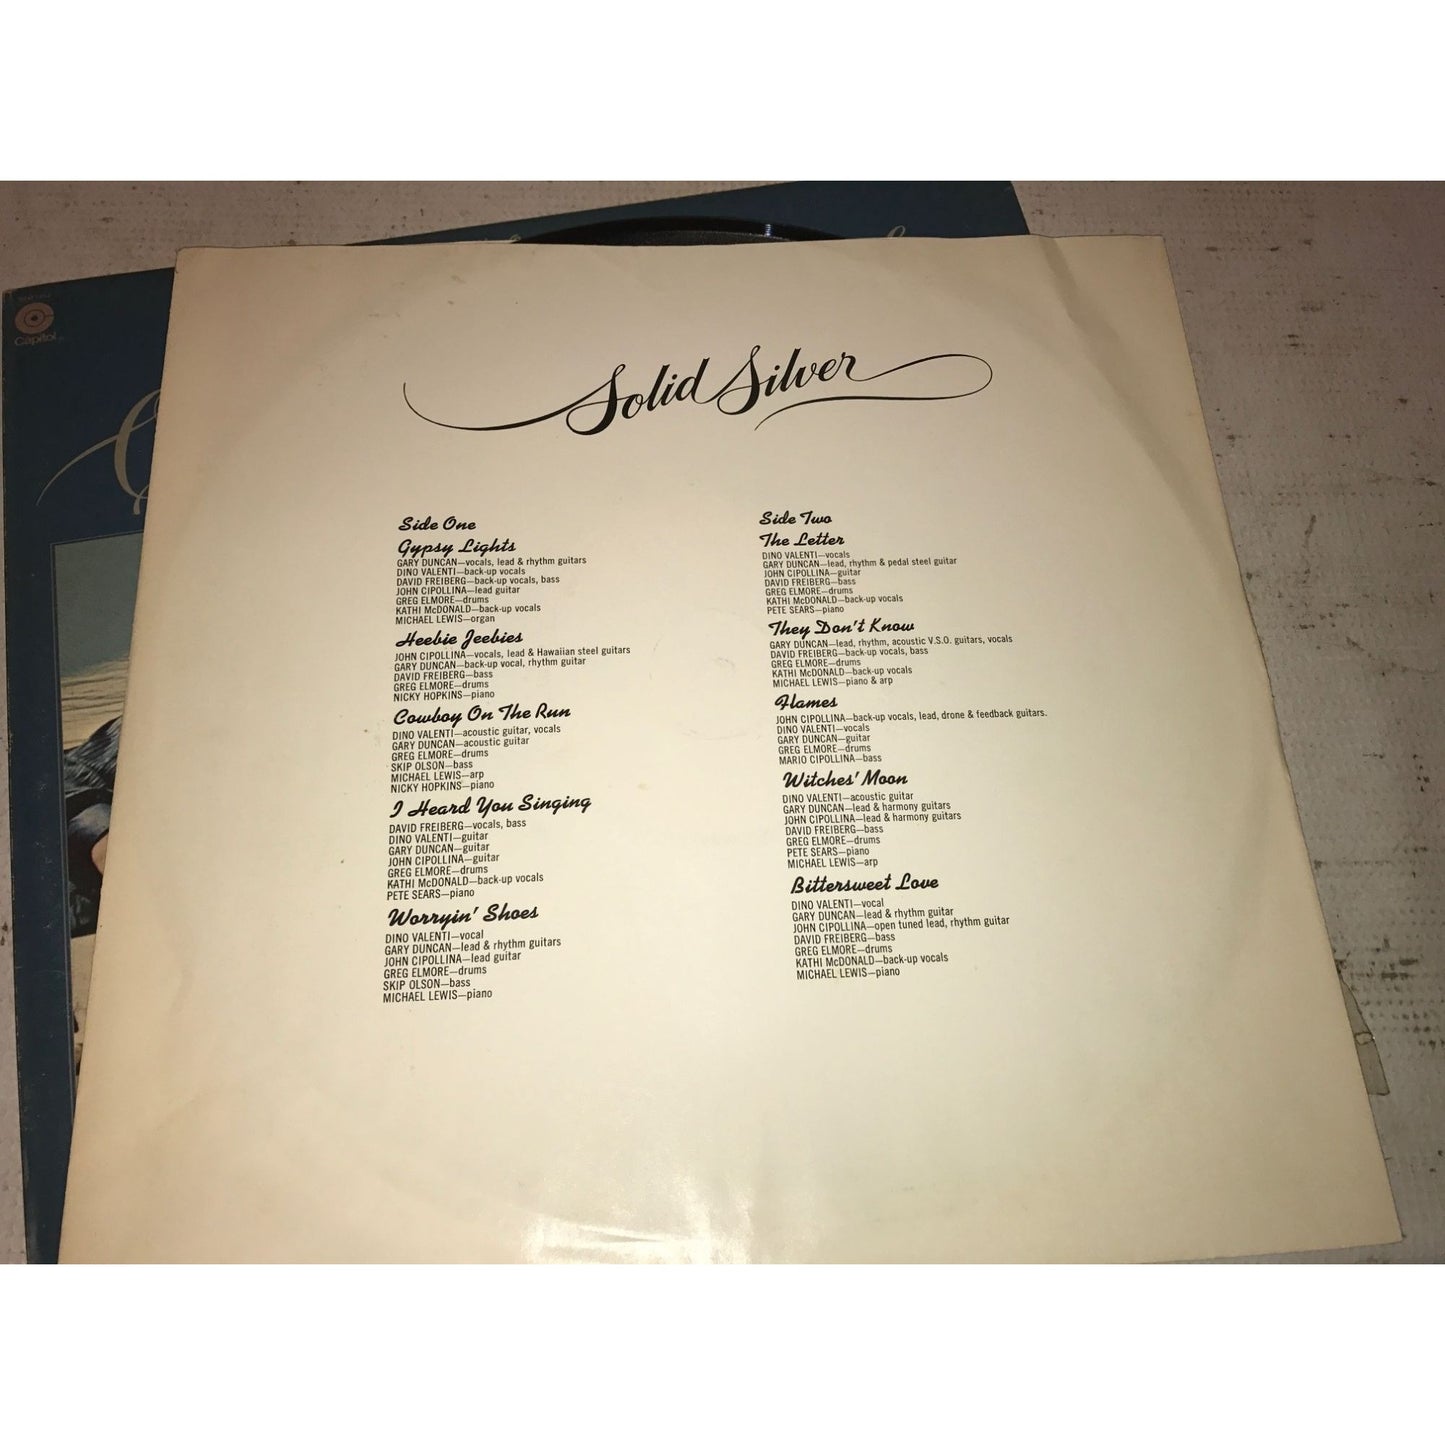 Capitol
Solid Silver
Side One
Gypsy Lights
GARY DUNCAN—vocals, lead & rhythm guitars
DINO VALENTI—back-up vocals
DAVID FREIBERG—back-up vocals, bass
JOHN CIPOLLINA—lead guitar
GREG ELMORE—drums
KATHI McDONALD—back-up vocals
MICHAEL LEWIS—organ
Heebie Jeebies
JOHN CIPOLLINA—vocals, lead & Hawaiian steel guitars
GARY DUNCAN—back-up vocal, rhythm guitar
DAVID FREIBERG—bass
GREG ELMORE—drums
NICKY HOPKINS—piano
Cowboy On The Run
DINO VALENTI—acoustic guitar, vocals
GARY DUNCAN—acoustic guitar
GREG ELMORE—drums
SKIP OLSON—bass
MICHAEL LEWIS—arp
NICKY HOPKINS—piano
I Heard You Singing
DAVID FREIBERG—vocals, bass
DINO VALENTI—guitar
GARY DUNCAN—guitar
JOHN CIPOLLINA—guitar
GREG ELMORE—drums
KATHI McDONALD—back-up vocals
PETE SEARS—piano
Worryin' Shoes
DINO VALENTI—vocal
GARY DUNCAN—lead & rhythm guitars
JOHN CIPOLLINA—lead guitar
GREG ELMORE—drums
SKIP OLSON—bass
MICHAEL LEWIS—piano
Side Two
The Letter
DINO VALENTI—vocals
GARY DUNCAN—lead, rhythm & pedal steel guitar
JOHN CIPOLLINA—guitar
DAVID FREIBERG—bass
GREG ELMORE—drums
KATHI McDONALD—back-up vocals
PETE SEARS—piano
They Don't Know
GARY DUNCAN—lead, rhythm, acoustic V.S.O. guitars, vocals
DAVID FREIBERG—back-up vocals, bass
GREG ELMORE—drums
KATHI McDONALD—back-up vocals
MICHAEL LEWIS—piano & arp
Flames
JOHN CIPOLLINA—back-up vocals, lead, drone & feedback guitars.
DINO VALENTI—vocals
GARY DUNCAN—guitar
GREG ELMORE—drums
MARIO CIPOLLINA—bass
Witches' Moon
DINO VALENTI—acoustic guitar
GARY DUNCAN—lead & harmony guitars
JOHN CIPOLLINA—lead & harmony guitars
DAVID FREIBERG—bass
GREG ELMORE—drums
PETE SEARS—piano
MICHAEL LEWIS—arp
Bittersweet Love
DINO VALENTI—vocal
GARY DUNCAN—lead & rhythm guitar
JOHN CIPOLLINA—open tuned lead, rhythm guitar
DAVID FREIBERG—bass
GREG ELMORE—drums
KATHI McDONALD—back-up vocals
MICHAEL LEWIS—piano